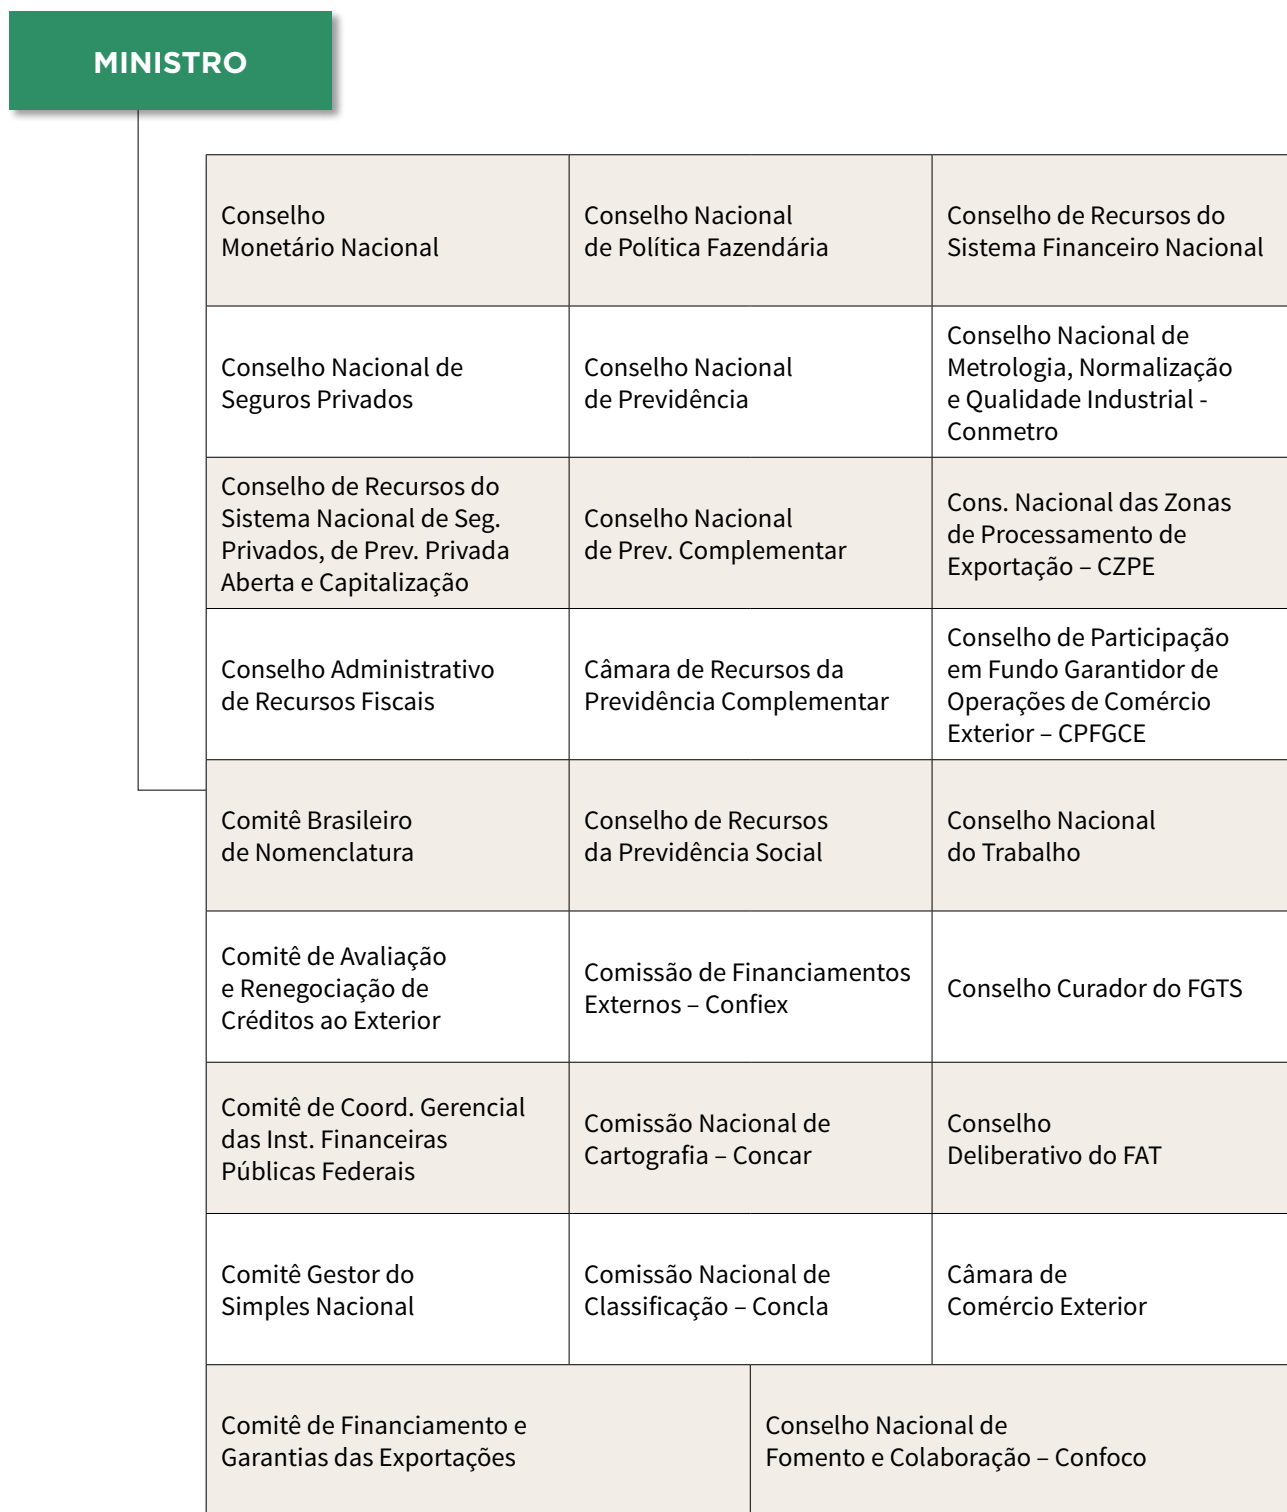 MINISTRO
Conselho
Monetário Nacional
Conselho Nacional
de Política Fazendária
Conselho de Recursos do
Sistema Financeiro Nacional
Conselho Nacional de
Seguros Privados
Conselho Nacional
de Previdência
Conselho Nacional de
Metrologia, Normalização
e Qualidade Industrial -
Conmetro
Conselho de Recursos do
Sistema Nacional de Seg.
Privados, de Prev. Privada
Aberta e Capitalização
Conselho Nacional
de Prev. Complementar
Cons. Nacional das Zonas
de Processamento de
Exportação – CZPE
Conselho Administrativo
de Recursos Fiscais
Câmara de Recursos da
Previdência Complementar
Conselho de Participação
em Fundo Garantidor de
Operações de Comércio
Exterior – CPFGCE
Comitê Brasileiro
de Nomenclatura
Conselho de Recursos
da Previdência Social
Conselho Nacional
do Trabalho
Comitê de Avaliação
e Renegociação de
Créditos ao Exterior
Comissão de Financiamentos
Externos – Confiex
Conselho Curador do FGTS
Comitê de Coord. Gerencial
das Inst. Financeiras
Públicas Federais
Comissão Nacional de
Cartografia – Concar
Conselho
Deliberativo do FAT
Comitê Gestor do
Simples Nacional
Comissão Nacional de
Classificação – Concla
Câmara de
Comércio Exterior
Comitê de Financiamento e
Garantias das Exportações
Conselho Nacional de
Fomento e Colaboração – Confoco